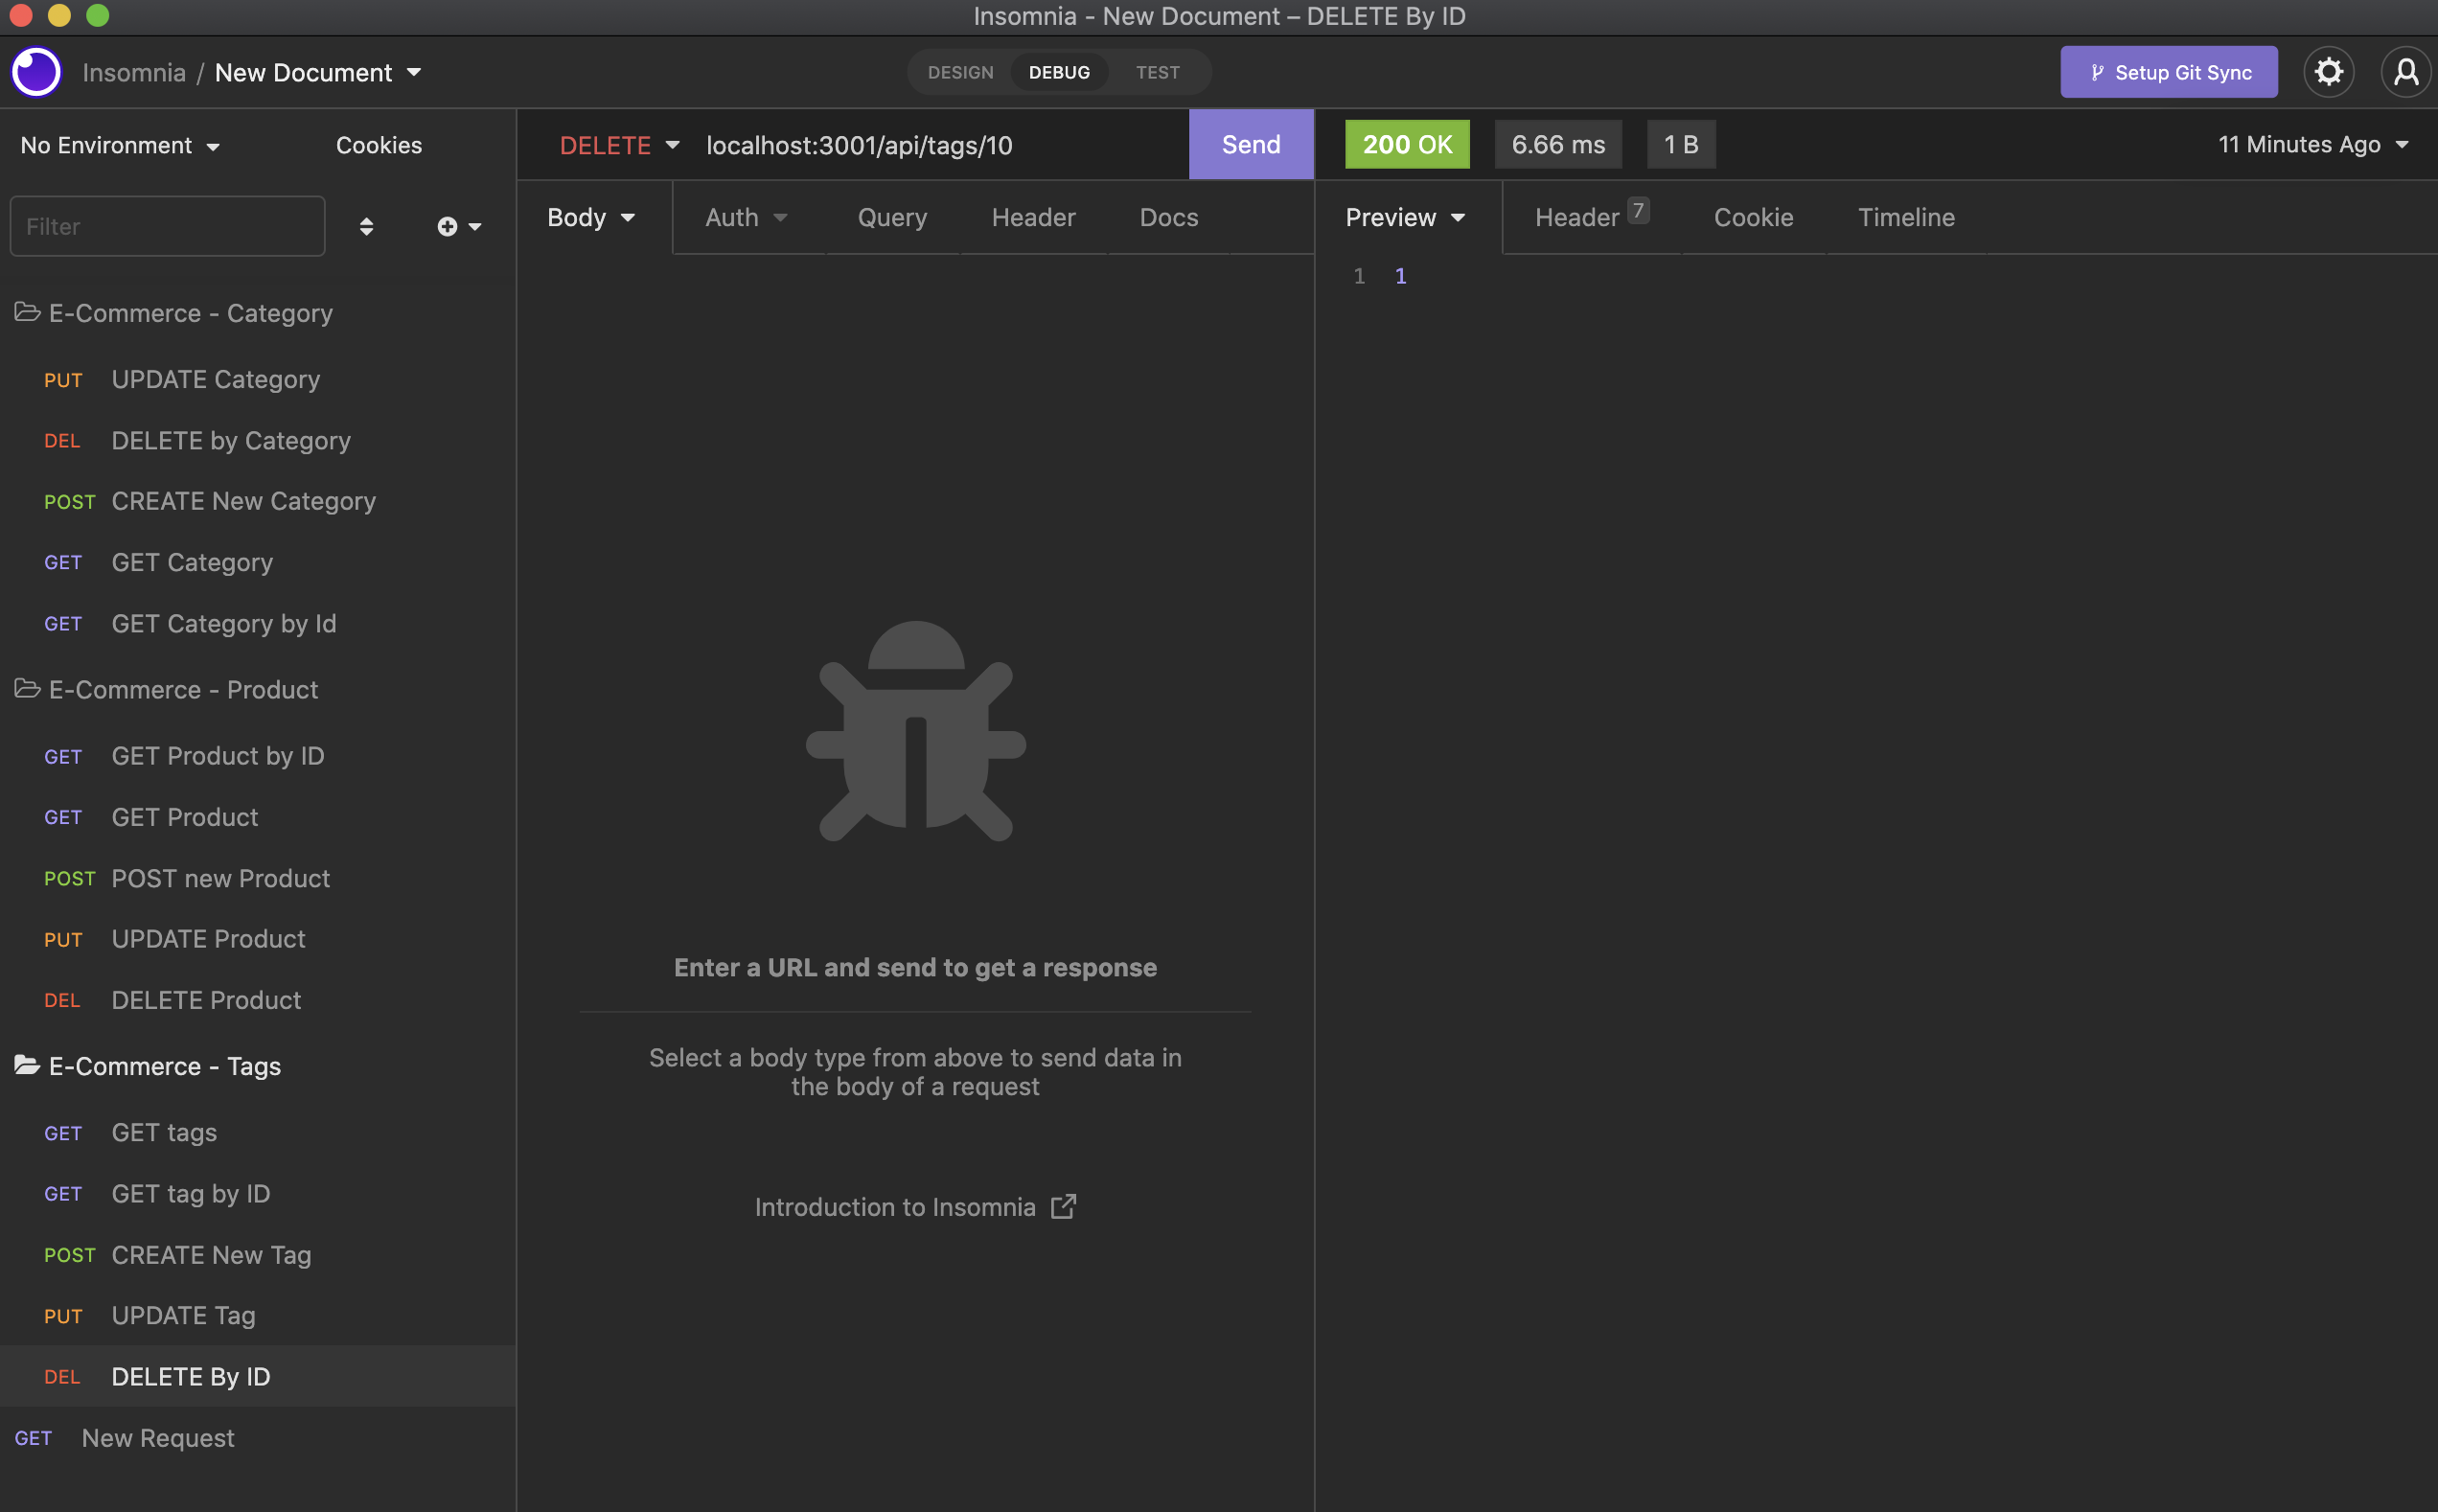 Insomnia - New Document – DELETE By ID
Insomnia / New Document
DESIGN DEBUG TEST
Setup Git Sync
No Environment Cookies
Filter
E-Commerce - Category
PUT UPDATE Category
DEL DELETE by Category
POST CREATE New Category
GET GET Category
GET GET Category by Id
E-Commerce - Product
GET GET Product by ID
GET GET Product
POST POST new Product
PUT UPDATE Product
DEL DELETE Product
E-Commerce - Tags
GET GET tags
GET GET tag by ID
POST CREATE New Tag
PUT UPDATE Tag
DEL DELETE By ID
GET New Request
DELETE localhost:3001/api/tags/10 Send
Body Auth Query Header Docs
Enter a URL and send to get a response
Select a body type from above to send data in
the body of a request
Introduction to Insomnia
200 OK 6.66 ms 1 B 11 Minutes Ago
Preview Header 7 Cookie Timeline
1 1